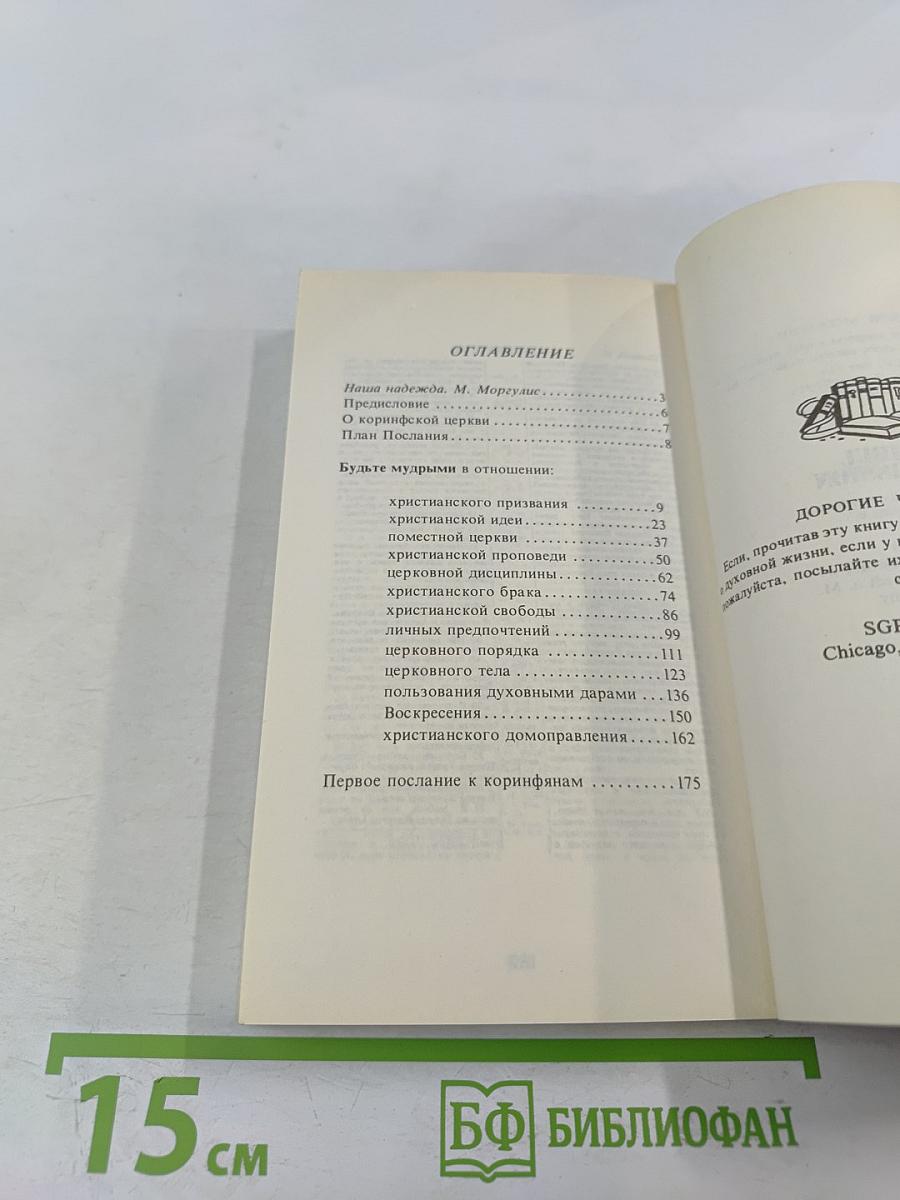 ОГЛАВЛЕНИЕ
Наша надежда. М. Моргулис.................3
Предисловие .................................6
О коринфской церкви.........................7
План Послания...............................8
Будьте мудрыми в отношении:
христианского призвания ...........9
христианской идеи..................23
поместной церкви ..................37
христианской проповеди ............50
церковной дисциплины..............62
христианского брака................74
христианской свободы ..............86
личных предпочтений ..............99
церковного порядка ..............111
церковного тела ..................123
пользования духовными дарами ...136
Воскресения.......................150
христианского домоправления.....162
Первое послание к коринфянам ..........175
ДОРОГИЕ
Если, прочитав эту книгу
о духовной жизни, если у
пожалуйста, посылайте их
Chicago,
15 см
БФ БИБЛИОФАН